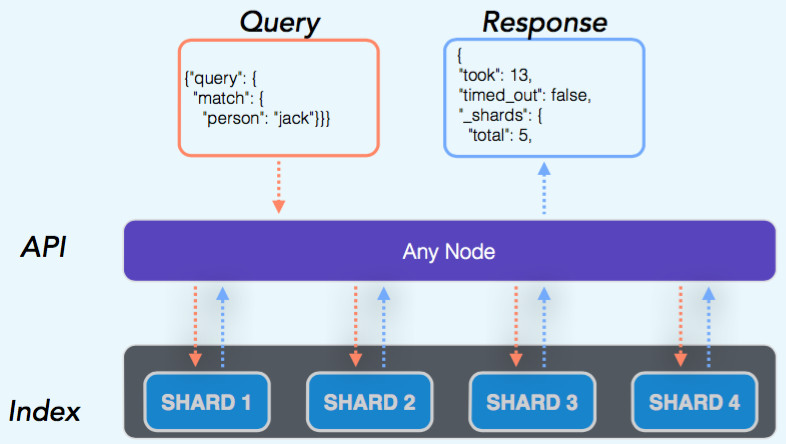 Query
Response
{"query": {
"match": {
"person": "jack"}}}
{
"took": 13,
"timed_out": false,
"_shards": {
"total": 5,
API
Any Node
SHARD 1
SHARD 2
SHARD 3
SHARD 4
Index